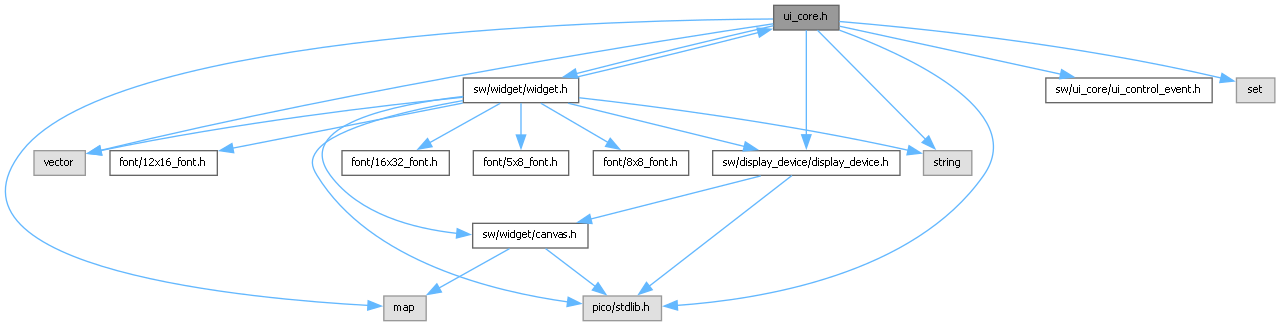 ui_core.h
sw/widget/widget.h
sw/ui_core/ui_control_event.h
set
vector
font/12x16_font.h
font/16x32_font.h
font/5x8_font.h
font/8x8_font.h
sw/display_device/display_device.h
string
sw/widget/canvas.h
map
pico/stdlib.h